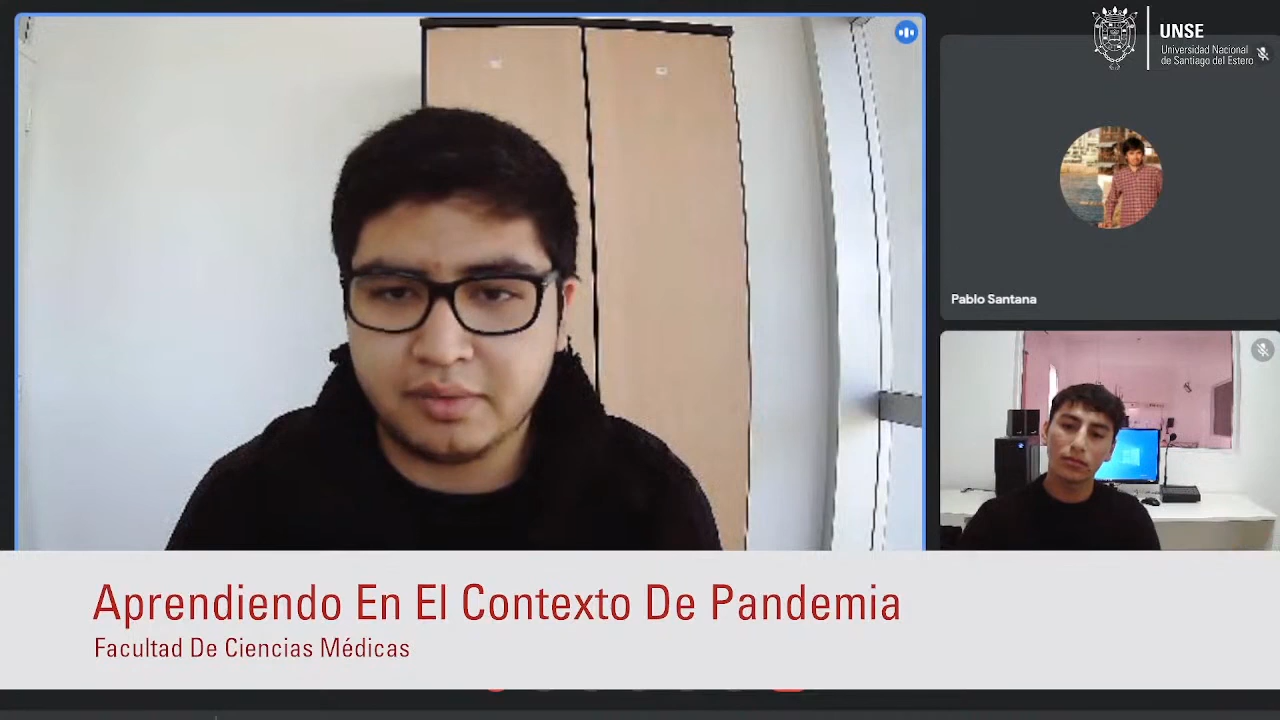 UNSE
Universidad Nacional
de Santiago del Estero
Pablo Santana
Aprendiendo En El Contexto De Pandemia
Facultad De Ciencias Médicas